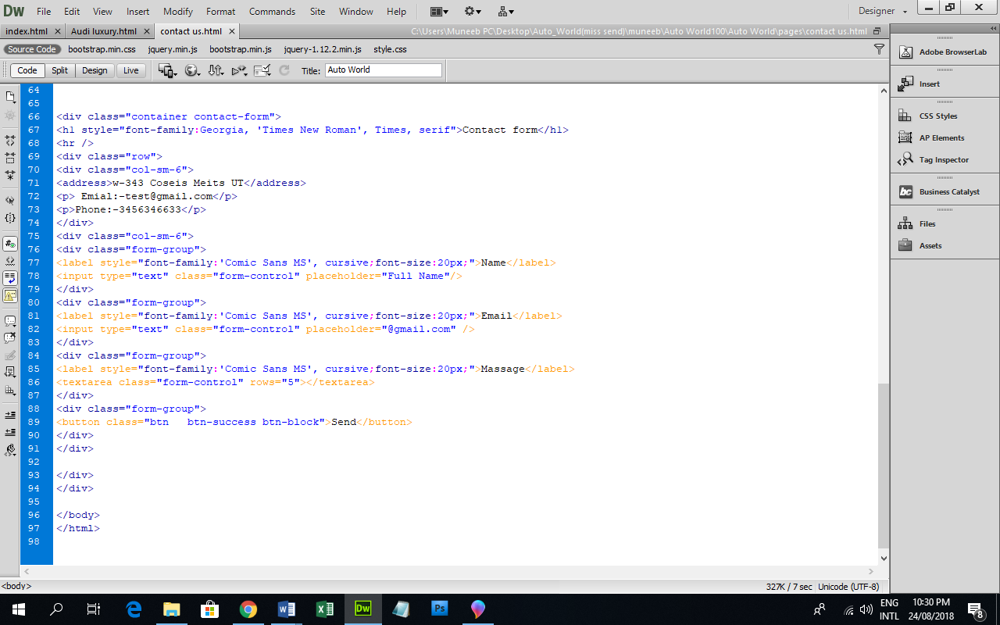 Dw File Edit View Insert Modify Format Commands Site Window Help Designer
index.html Audi luxury.html contact us.html C:\Users\Muneeb PC\Desktop\Auto_World(miss send)\muneeb\Auto World100\Auto World\pages\contact us.html
Source Code bootstrap.min.css jquery.min.js bootstrap.min.js jquery-1.12.2.min.js style.css
Code Split Design Live Title: Auto World
64
65
66 <div class="container contact-form">
67 <h1 style="font-family:Georgia, 'Times New Roman', Times, serif">Contact form</h1>
68 <hr />
69 <div class="row">
70 <div class="col-sm-6">
71 <address>w-343 Coseis Meits UT</address>
72 <p> Emial:-test@gmail.com</p>
73 <p>Phone:-3456346633</p>
74 </div>
75 <div class="col-sm-6">
76 <div class="form-group">
77 <label style="font-family:'Comic Sans MS', cursive;font-size:20px;">Name</label>
78 <input type="text" class="form-control" placeholder="Full Name"/>
79 </div>
80 <div class="form-group">
81 <label style="font-family:'Comic Sans MS', cursive;font-size:20px;">Email</label>
82 <input type="text" class="form-control" placeholder="@gmail.com" />
83 </div>
84 <div class="form-group">
85 <label style="font-family:'Comic Sans MS', cursive;font-size:20px;">Massage</label>
86 <textarea class="form-control" rows="5"></textarea>
87 </div>
88 <div class="form-group">
89 <button class="btn   btn-success btn-block">Send</button>
90 </div>
91 </div>
92
93 </div>
94 </div>
95
96 </body>
97 </html>
98
<body> 327K / 7 sec Unicode (UTF-8)
Adobe BrowserLab
Insert
CSS Styles
AP Elements
Tag Inspector
bc Business Catalyst
Files
Assets
Dw Ps
ENG 10:30 PM
INTL 24/08/2018 8